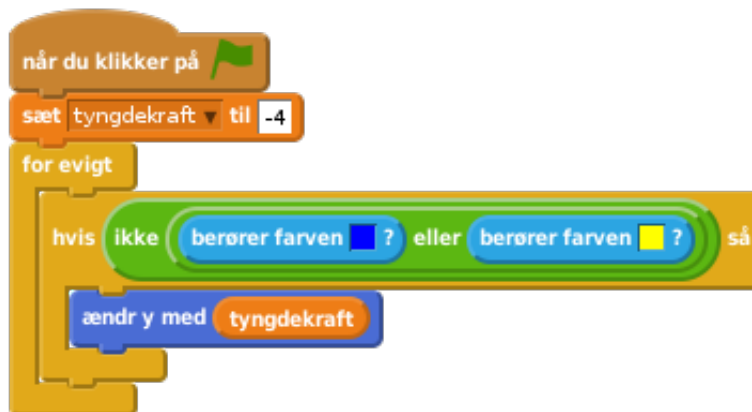 når du klikker på
sæt tyngdekraft til -4
for evigt
hvis ikke berører farven ? eller berører farven ? så
ændr y med tyngdekraft